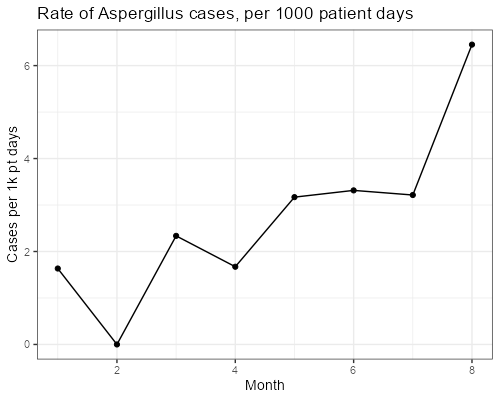 Rate of Aspergillus cases, per 1000 patient days
Cases per 1k pt days
6
4
2
0
2
4
6
8
Month